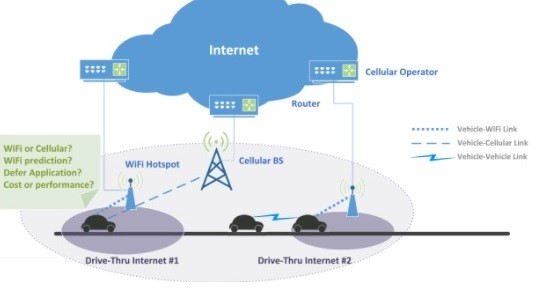 Internet
Cellular Operator
Router
WiFi or Cellular?
WiFi prediction?
Defer Application?
Cost or performance?
WiFi Hotspot
Cellular BS
Vehicle-WiFi Link
Vehicle-Cellular Link
Vehicle-Vehicle Link
Drive-Thru Internet #1
Drive-Thru Internet #2